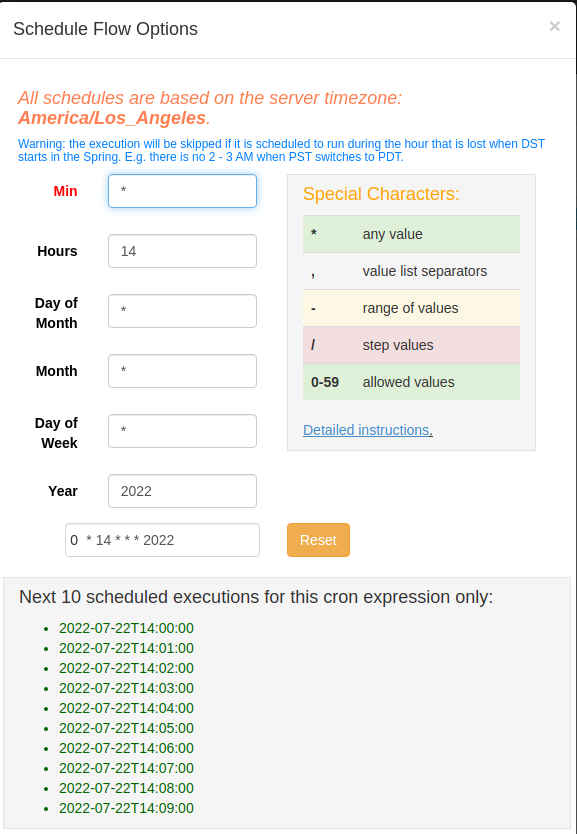 Schedule Flow Options
×
All schedules are based on the server timezone:
America/Los_Angeles.
Warning: the execution will be skipped if it is scheduled to run during the hour that is lost when DST
starts in the Spring. E.g. there is no 2 - 3 AM when PST switches to PDT.
Min *
Hours 14
Day of
Month *
Month *
Day of
Week *
Year 2022
0 * 14 * * * 2022
Reset
Special Characters:
* any value
, value list separators
- range of values
/ step values
0-59 allowed values
Detailed instructions.
Next 10 scheduled executions for this cron expression only:
• 2022-07-22T14:00:00
• 2022-07-22T14:01:00
• 2022-07-22T14:02:00
• 2022-07-22T14:03:00
• 2022-07-22T14:04:00
• 2022-07-22T14:05:00
• 2022-07-22T14:06:00
• 2022-07-22T14:07:00
• 2022-07-22T14:08:00
• 2022-07-22T14:09:00